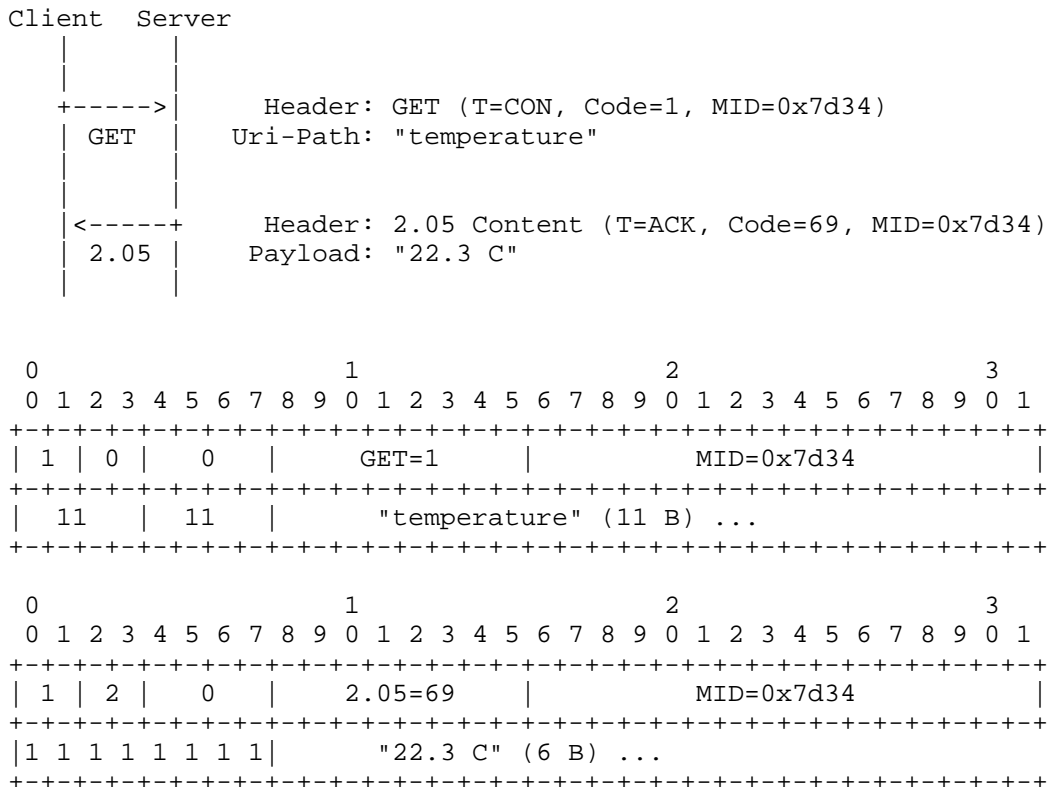 Client  Server
   |      |
   |      |
   +----->|     Header: GET (T=CON, Code=1, MID=0x7d34)
   | GET  |   Uri-Path: "temperature"
   |      |
   |      |
   |<-----+     Header: 2.05 Content (T=ACK, Code=69, MID=0x7d34)
   | 2.05 |    Payload: "22.3 C"
   |      |

 0                   1                   2                   3
 0 1 2 3 4 5 6 7 8 9 0 1 2 3 4 5 6 7 8 9 0 1 2 3 4 5 6 7 8 9 0 1
+-+-+-+-+-+-+-+-+-+-+-+-+-+-+-+-+-+-+-+-+-+-+-+-+-+-+-+-+-+-+-+-+
| 1 | 0 |   0   |     GET=1     |          MID=0x7d34           |
+-+-+-+-+-+-+-+-+-+-+-+-+-+-+-+-+-+-+-+-+-+-+-+-+-+-+-+-+-+-+-+-+
|  11   |  11   |      "temperature" (11 B) ...
+-+-+-+-+-+-+-+-+-+-+-+-+-+-+-+-+-+-+-+-+-+-+-+-+-+-+-+-+-+-+-+-+

 0                   1                   2                   3
 0 1 2 3 4 5 6 7 8 9 0 1 2 3 4 5 6 7 8 9 0 1 2 3 4 5 6 7 8 9 0 1
+-+-+-+-+-+-+-+-+-+-+-+-+-+-+-+-+-+-+-+-+-+-+-+-+-+-+-+-+-+-+-+-+
| 1 | 2 |   0   |    2.05=69    |          MID=0x7d34           |
+-+-+-+-+-+-+-+-+-+-+-+-+-+-+-+-+-+-+-+-+-+-+-+-+-+-+-+-+-+-+-+-+
|1 1 1 1 1 1 1 1|      "22.3 C" (6 B) ...
+-+-+-+-+-+-+-+-+-+-+-+-+-+-+-+-+-+-+-+-+-+-+-+-+-+-+-+-+-+-+-+-+